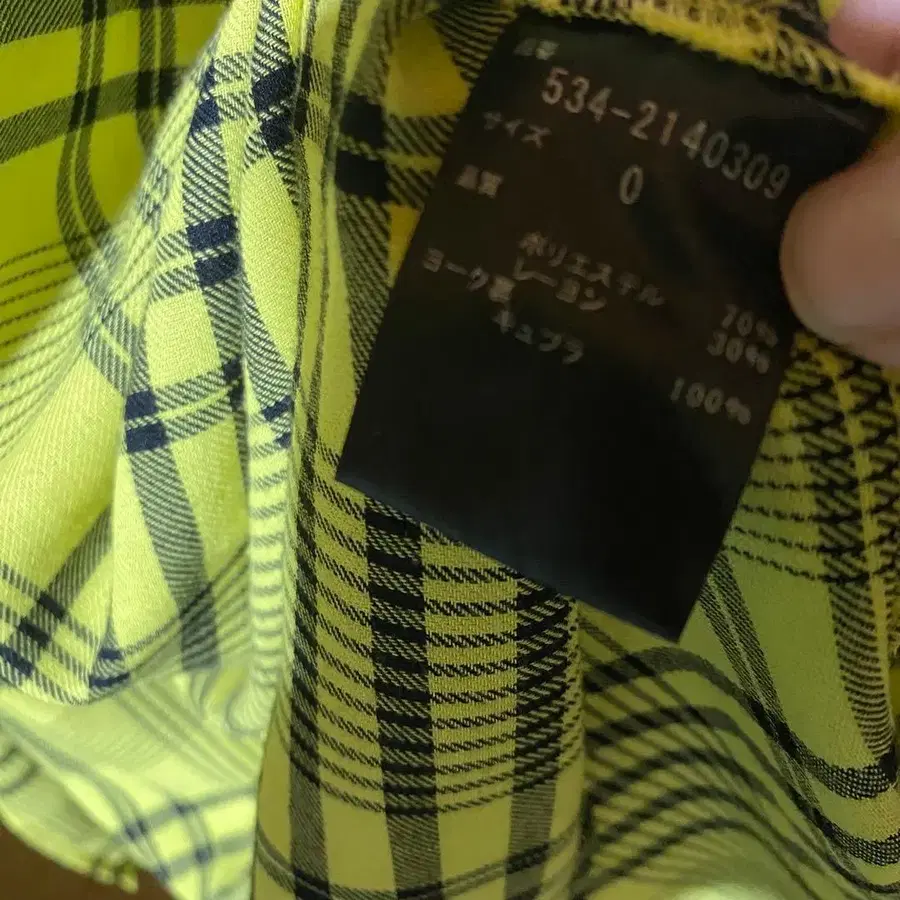 品番
534-2140309
サイズ
0
品質
ポリエステル 70%
レーヨン 30%
ヨーク裏
キュプラ 100%